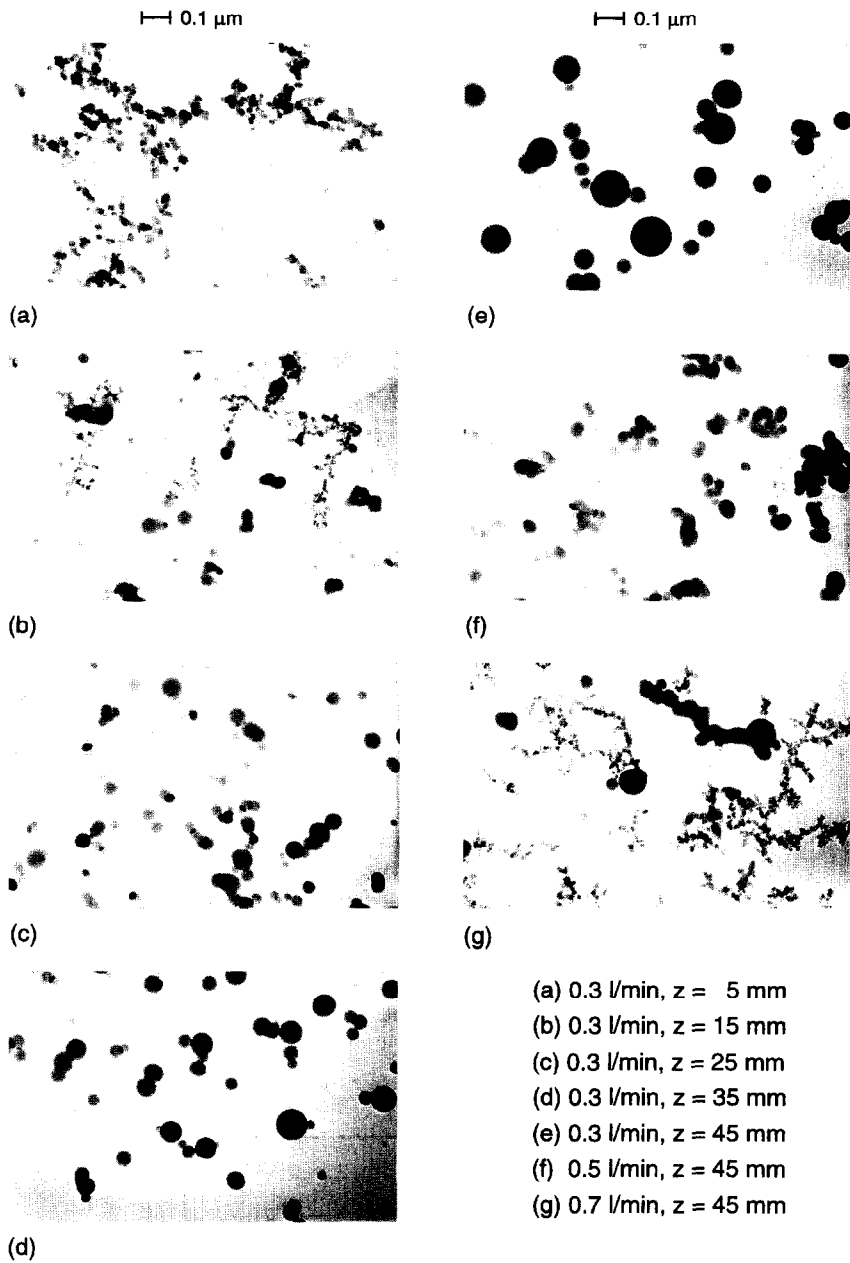 0.1 μm
0.1 μm
(a)
(e)
(b)
(f)
(c)
(g)
(d)
(a) 0.3 l/min, z = 5 mm
(b) 0.3 l/min, z = 15 mm
(c) 0.3 l/min, z = 25 mm
(d) 0.3 l/min, z = 35 mm
(e) 0.3 l/min, z = 45 mm
(f) 0.5 l/min, z = 45 mm
(g) 0.7 l/min, z = 45 mm